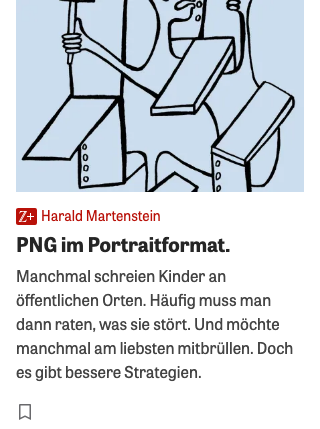 Z+ Harald Martenstein
PNG im Portraitformat.
Manchmal schreien Kinder an
öffentlichen Orten. Häufig muss man
dann raten, was sie stört. Und möchte
manchmal am liebsten mitbrüllen. Doch
es gibt bessere Strategien.